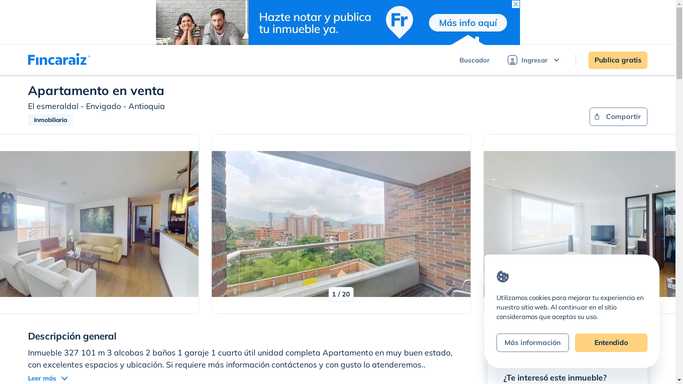 Hazte notar y publica
tu inmueble ya.
Fr
Más info aquí
Fincaraiz
Buscador
Ingresar
Publica gratis
Apartamento en venta
El esmeraldal - Envigado - Antioquia
Inmobiliaria
Compartir
1 / 20
Utilizamos cookies para mejorar tu experiencia en
nuestro sitio web. Al continuar en el sitio
consideramos que aceptas su uso.
Más información
Entendido
Descripción general
Inmueble 327 101 m 3 alcobas 2 baños 1 garaje 1 cuarto útil unidad completa Apartamento en muy buen estado,
con excelentes espacios y ubicación. Si requiere más información contáctenos y con gusto lo atenderemos..
Leer más
¿Te interesó este inmueble?